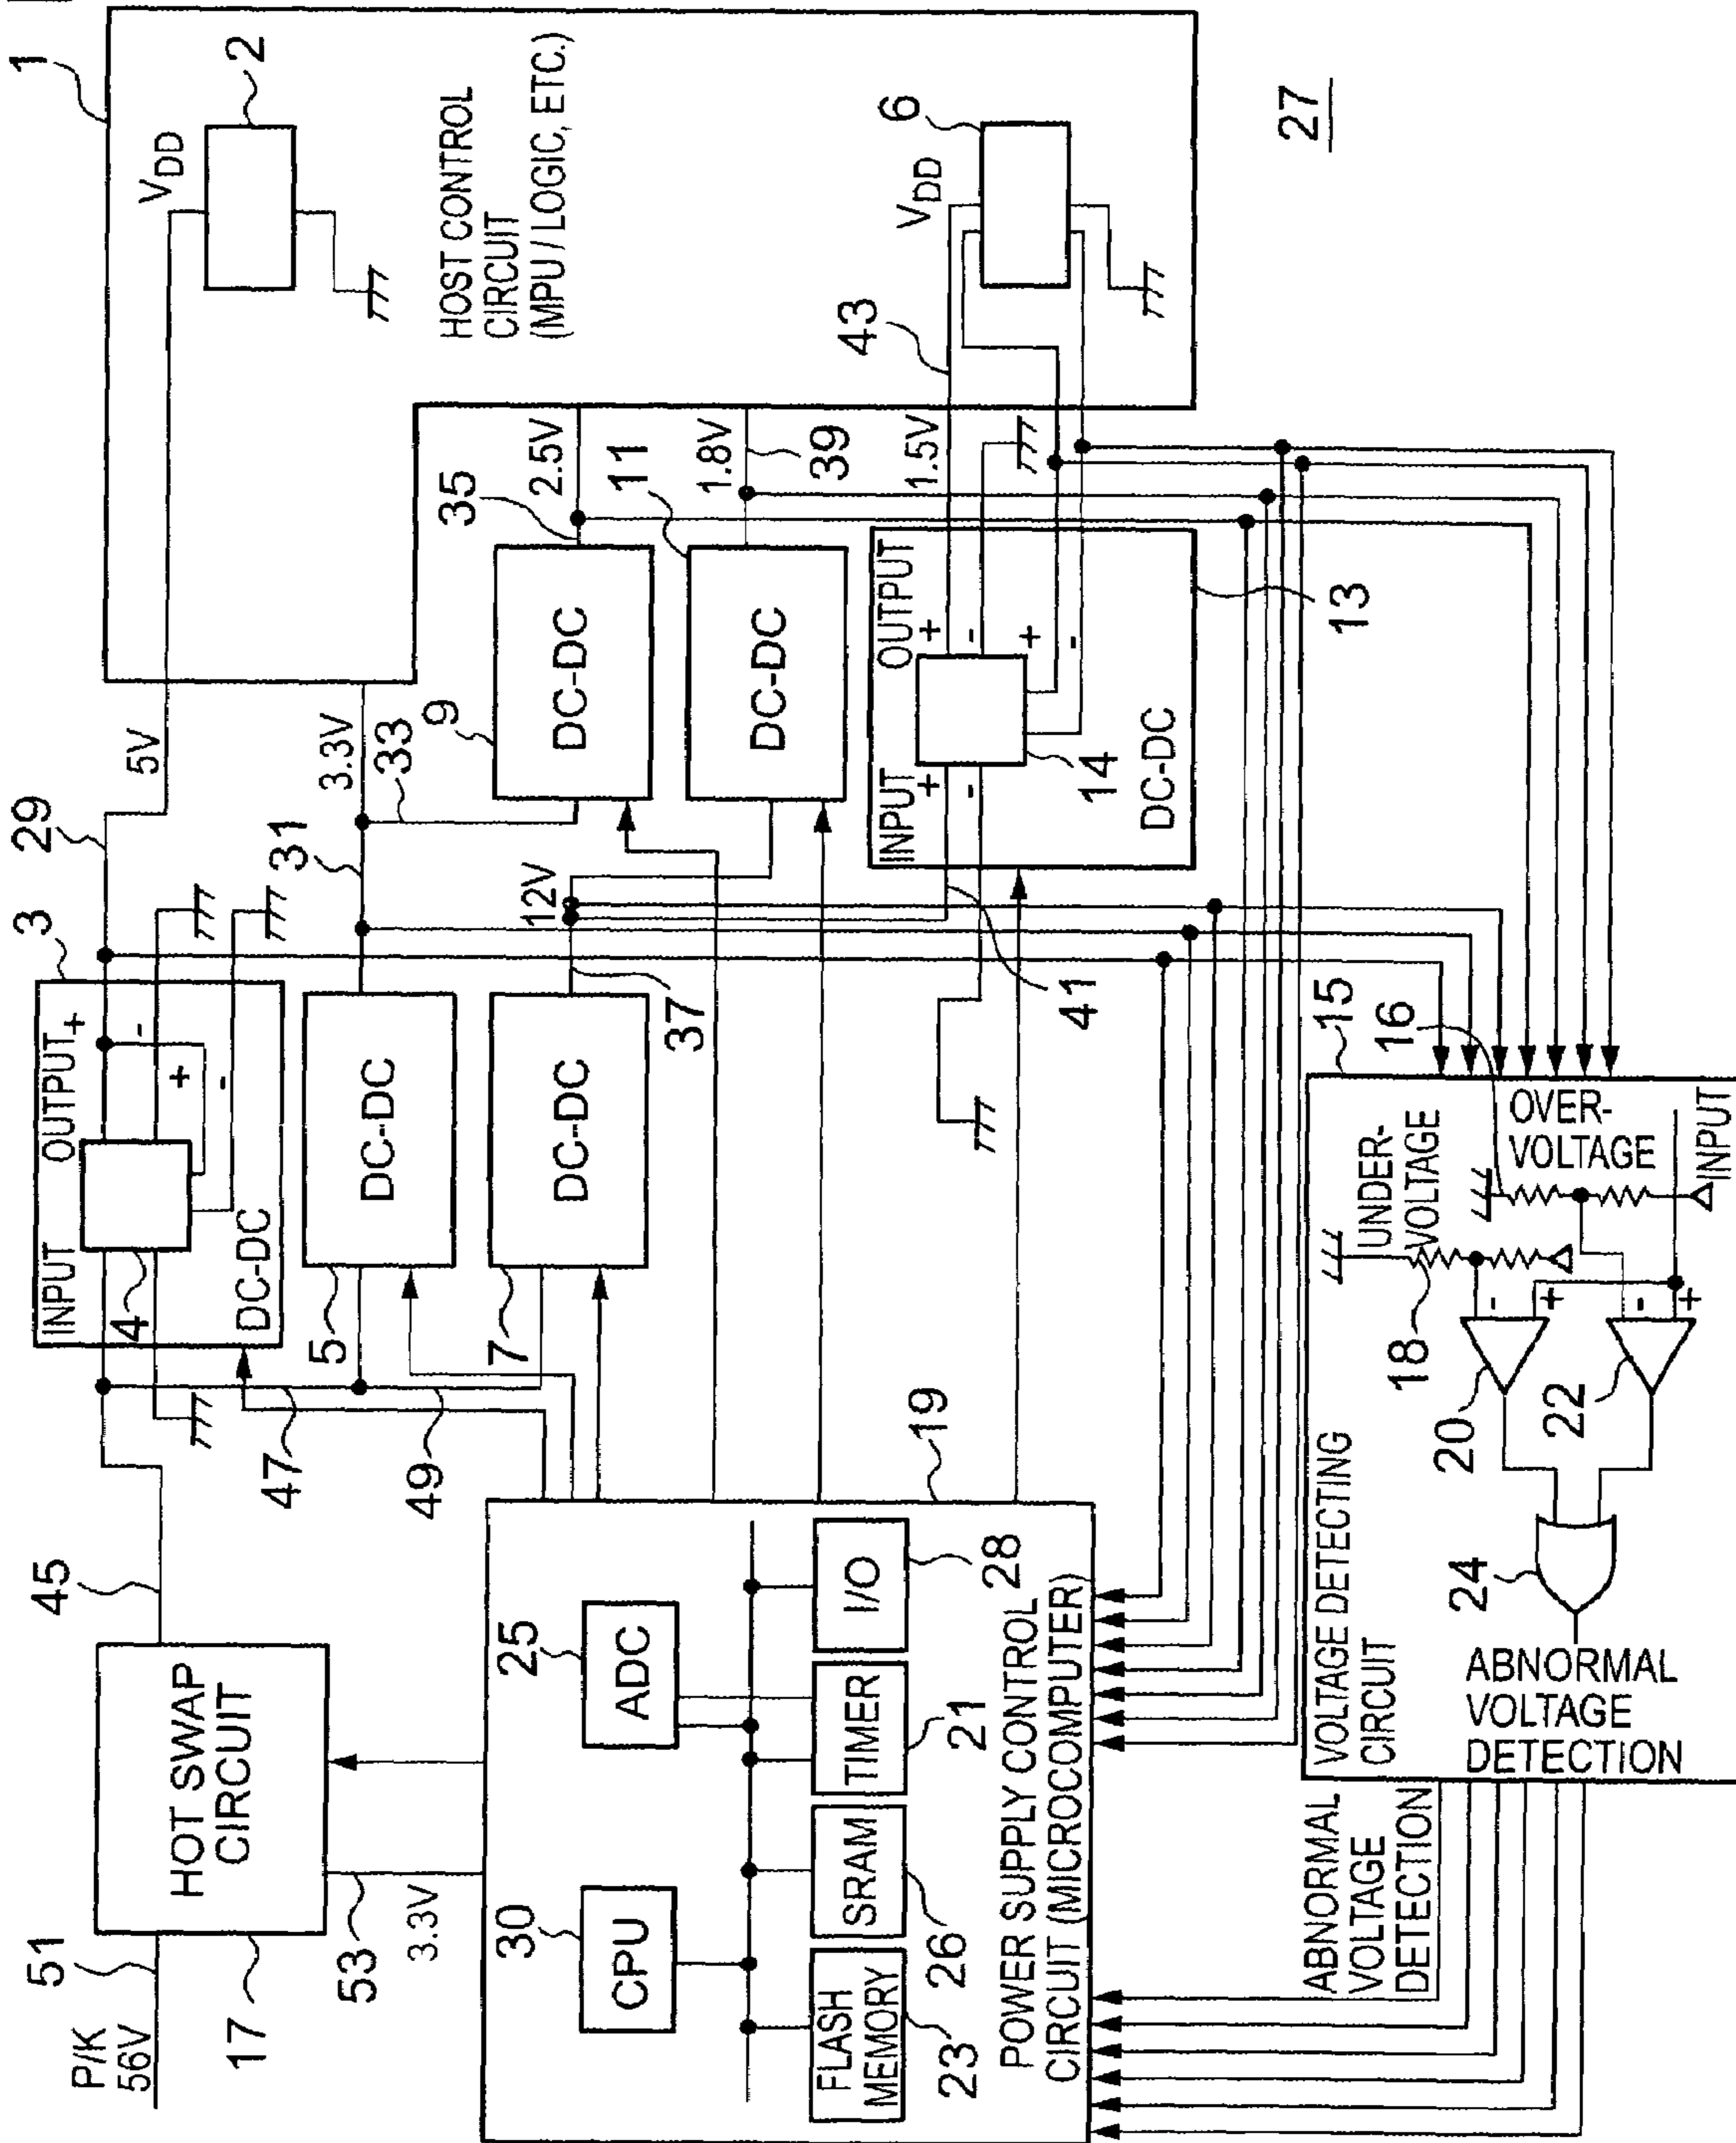 1
2
V_DD
HOST CONTROL
CIRCUIT
(MPU / LOGIC, ETC.)
6
V_DD
43
27
5V
29
3.3V
33
31
2.5V
35
1.8V
39
11
1.5V
9
DC-DC
DC-DC
OUTPUT
+
-
+
-
13
INPUT
+
-
14
DC-DC
12V
37
41
3
OUTPUT
+
-
+
-
INPUT
4
DC-DC
5
DC-DC
7
DC-DC
47
49
45
HOT SWAP
CIRCUIT
51
P/K
56V
17
53
3.3V
19
25
ADC
30
CPU
28
I/O
21
TIMER
26
SRAM
23
FLASH
MEMORY
POWER SUPPLY CONTROL
CIRCUIT (MICROCOMPUTER)
15
16
OVER-
VOLTAGE
INPUT
UNDER-
VOLTAGE
18
-
+
-
+
20
22
24
VOLTAGE DETECTING
CIRCUIT
ABNORMAL
VOLTAGE
DETECTION
ABNORMAL
VOLTAGE
DETECTION